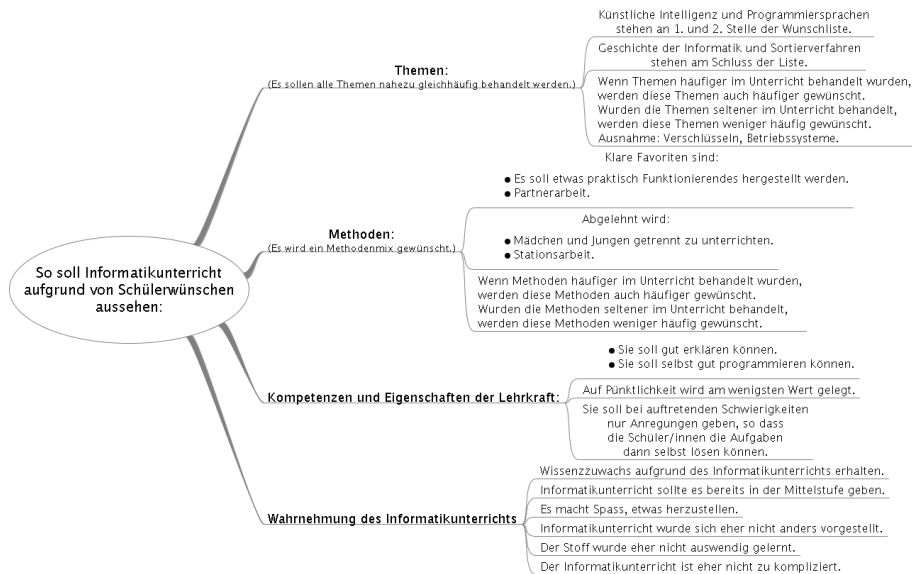 So soll Informatikunterricht
aufgrund von Schülerwünschen
aussehen:
Themen:
(Es sollen alle Themen nahezu gleichhäufig behandelt werden.)
Künstliche Intelligenz und Programmiersprachen
stehen an 1. und 2. Stelle der Wunschliste.
Geschichte der Informatik und Sortierverfahren
stehen am Schluss der Liste.
Wenn Themen häufiger im Unterricht behandelt wurden,
werden diese Themen auch häufiger gewünscht.
Wurden die Themen seltener im Unterricht behandelt,
werden diese Themen weniger häufig gewünscht.
Ausnahme: Verschlüsseln, Betriebssysteme.
Methoden:
(Es wird ein Methodenmix gewünscht.)
Klare Favoriten sind:
● Es soll etwas praktisch Funktionierendes hergestellt werden.
● Partnerarbeit.
Abgelehnt wird:
● Mädchen und Jungen getrennt zu unterrichten.
● Stationsarbeit.
Wenn Methoden häufiger im Unterricht behandelt wurden,
werden diese Methoden auch häufiger gewünscht.
Wurden die Methoden seltener im Unterricht behandelt,
werden diese Methoden weniger häufig gewünscht.
Kompetenzen und Eigenschaften der Lehrkraft:
● Sie soll gut erklären können.
● Sie soll selbst gut programmieren können.
Auf Pünktlichkeit wird am wenigsten Wert gelegt.
Sie soll bei auftretenden Schwierigkeiten
nur Anregungen geben, so dass
die Schüler/innen die Aufgaben
dann selbst lösen können.
Wahrnehmung des Informatikunterrichts
Wissenzzuwachs aufgrund des Informatikunterrichts erhalten.
Informatikunterricht sollte es bereits in der Mittelstufe geben.
Es macht Spass, etwas herzustellen.
Informatikunterricht wurde sich eher nicht anders vorgestellt.
Der Stoff wurde eher nicht auswendig gelernt.
Der Informatikunterricht ist eher nicht zu kompliziert.